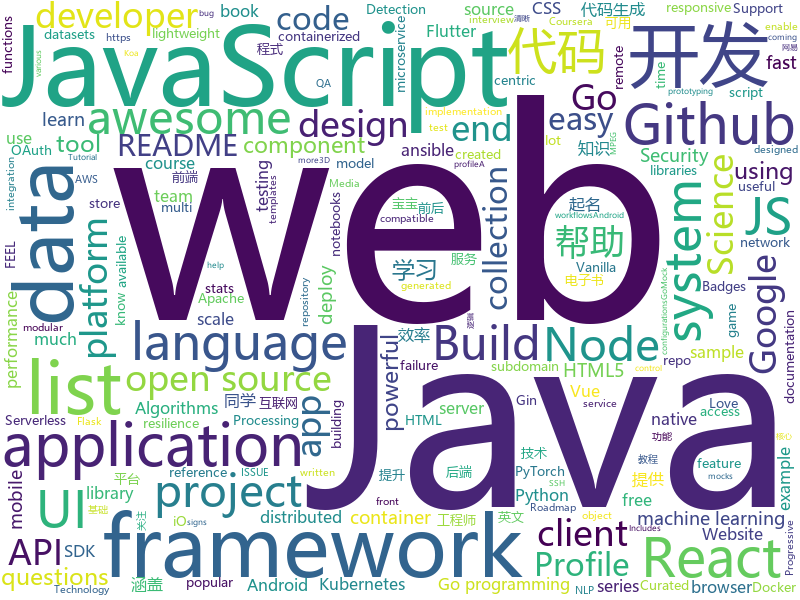 functions
developer
book
code
Detection
source
CSS
代码生成
responsive
Support
bug
https
Koa
various
datasets
lightweight
containerized
Flutter
microservice
Coursera
interview
清晰
可用
enable
coming
网易
JavaScript
代码
开发
程式
QA
centric
remote
time
script
prototyping
implementation
test
learn
awesome
Go
fast
README
design
end
easy
Github
use
OAuth
tool
component
ansible
created
lot
MPEG
知识
Security
libraries
designed
Tutorial
AWS
integration
course
前端
testing
templates
more3D
model
profileA
Media
compatible
using
useful
store
team
multi
notebooks
collection
Science
network
data
web
宝宝
前后
起名
帮助
workflowsAndroid
JS
FEEL
platform
help
学习
服务
电子书
Vanilla
system
know
available
stats
generated
repository
Badges
Google
documentation
Apache
deploy
configurationsGoMock
modular
performance
scale
language
Build
Node
much
效率
powerful
failure
subdomain
HTML5
game
sample
list
open source
app
HTML
Vue
repo
native
Serverless
Algorithms
同学
互联网
building
server
Gin
service
Love
access
Flask
resilience
Processing
英文
application
Java
提升
后端
PyTorch
技术
提供
功能
教程
核心
written
ISSUE
reference
feature
mocks
mobile
UI
project
library
平台
Python
free
example
iO
signs
关注
基础
distributed
container
工程师
SSH
Roadmap
object
control
Includes
front
client
machine learning
Website
API
SDK
framework
Profile
React
browser
questions
popular
Android
Kubernetes
Go programming
series
Curated
Docker
Technology
涵盖
NLP
Progressive